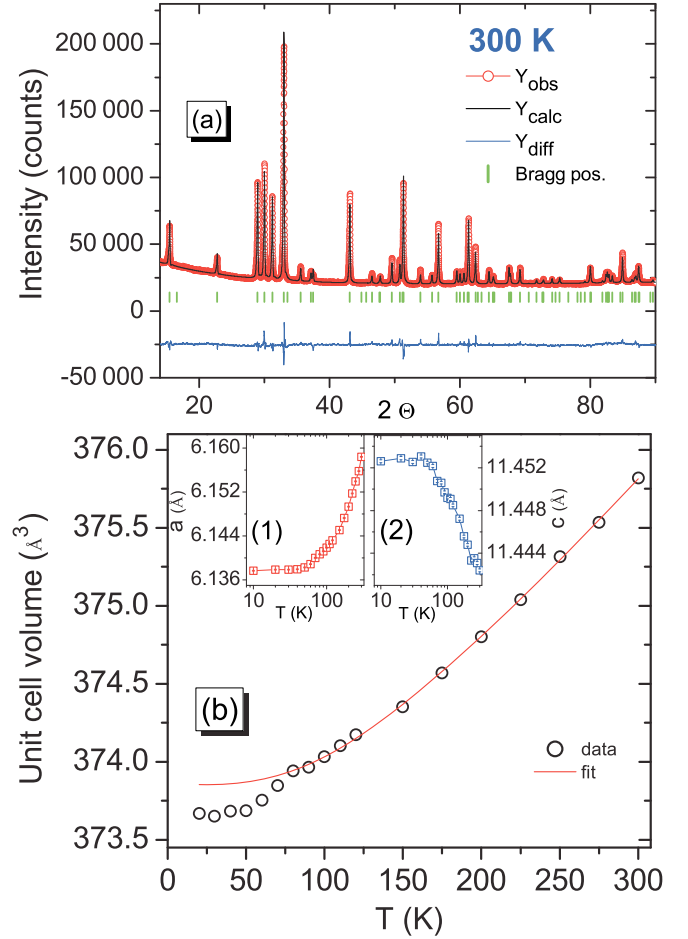 200 000
150 000
100 000
50 000
0
-50 000
Intensity (counts)
(a)
300 K
Y_obs
Y_calc
Y_diff
Bragg pos.
20 40 60 80
2 Θ
376.0
375.5
375.0
374.5
374.0
373.5
Unit cell volume (Å³)
6.160
6.152
6.144
6.136
a (Å)
(1)
10 100
T (K)
11.452
11.448
11.444
c (Å)
(2)
10 100
T (K)
(b)
data
fit
0 50 100 150 200 250 300
T (K)